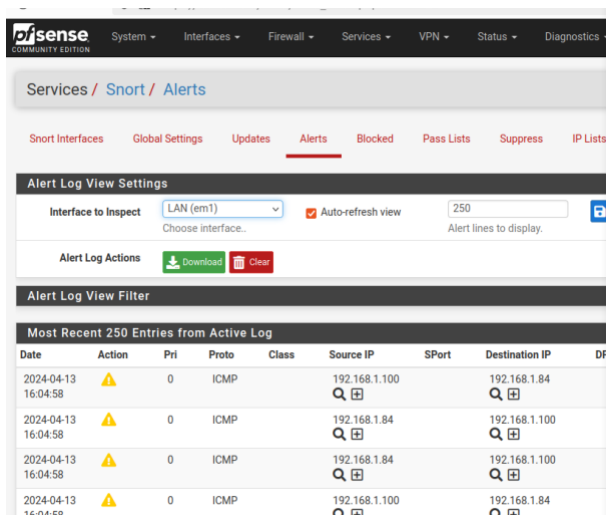 pfsense
COMMUNITY EDITION
System Interfaces Firewall Services VPN Status Diagnostics
Services / Snort / Alerts
Snort Interfaces Global Settings Updates Alerts Blocked Pass Lists Suppress IP Lists
Alert Log View Settings
Interface to Inspect LAN (em1) Auto-refresh view 250
Choose interface.. Alert lines to display.
Alert Log Actions Download Clear
Alert Log View Filter
Most Recent 250 Entries from Active Log
Date Action Pri Proto Class Source IP SPort Destination IP
2024-04-13 0 ICMP 192.168.1.100 192.168.1.84
16:04:58
2024-04-13 0 ICMP 192.168.1.84 192.168.1.100
16:04:58
2024-04-13 0 ICMP 192.168.1.84 192.168.1.100
16:04:58
2024-04-13 0 ICMP 192.168.1.100 192.168.1.84
16:04:58